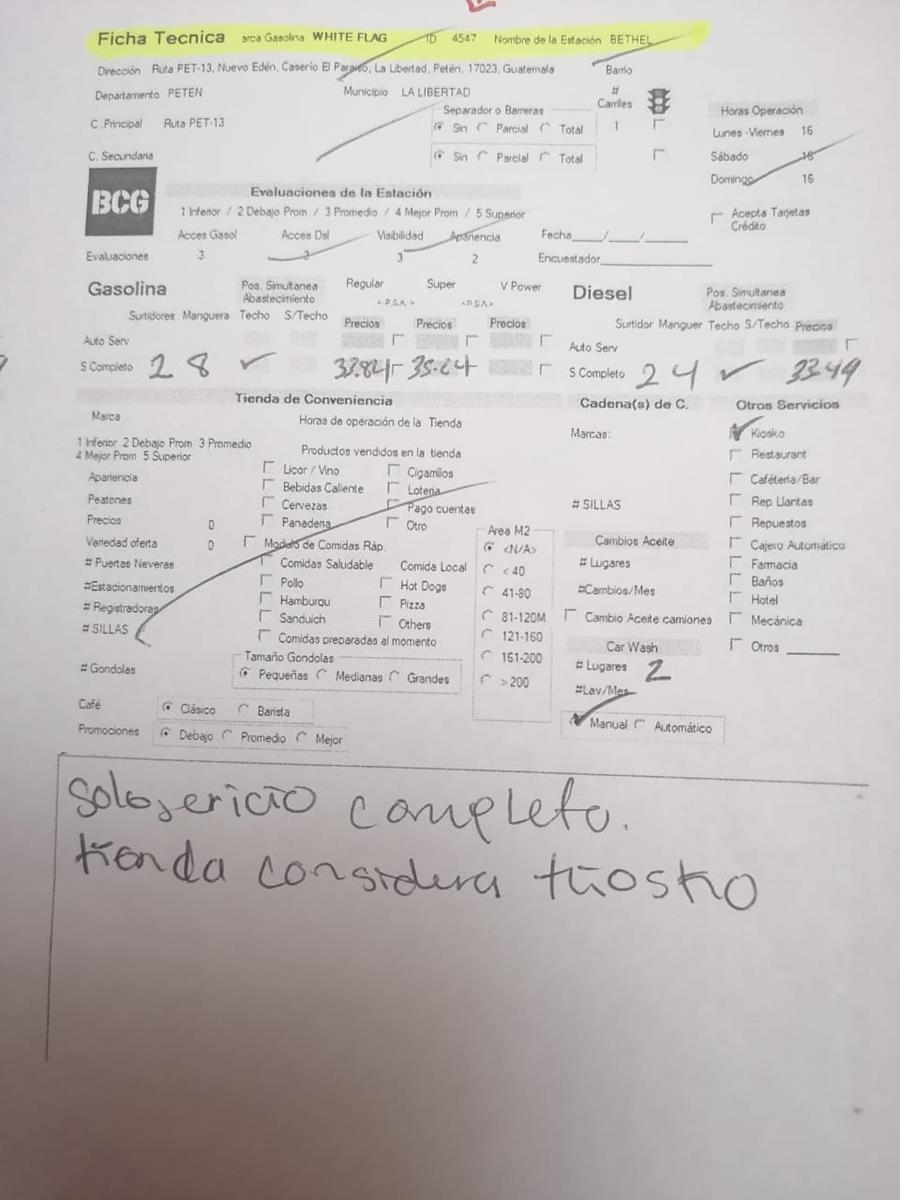 Ficha Tecnica arca Gasolina WHITE FLAG ID 4547 Nombre de la Estación BETHEL
Dirección Ruta PET-13, Nuevo Edén, Caserío El Paraiso, La Libertad, Petén, 17023, Guatemala Barrio
Departamento PETEN Municipio LA LIBERTAD # Carriles
C .Principal Ruta PET-13 Separador o Barreras Sin Parcial Total 1
C. Secundaria Sin Parcial Total
Horas Operación
Lunes -Viernes 16
Sábado 16
Domingo 16
BCG
Evaluaciones de la Estación
1 Inferior / 2 Debajo Prom / 3 Promedio / 4 Mejor Prom / 5 Superior
Acepta Tarjetas Crédito
Acces Gasol Acces Dsl Visibilidad Apariencia Fecha___/___/___
Evaluaciones 3 3 3 2 Encuestador
Gasolina Pos. Simultanea Abastecimiento Regular Super V Power
Surtidores Manguera Techo S/Techo Precios Precios Precios
Auto Serv
S Completo 2 8 ✓ 33.84 35.24
Diesel Pos. Simultanea Abastecimiento
Surtidor Manguer Techo S/Techo Precios
Auto Serv
S Completo 2 4 ✓ 33.49
Tienda de Conveniencia
Marca Horas de operación de la Tienda
1 Inferior 2 Debajo Prom 3 Promedio
4 Mejor Prom 5 Superior
Apariencia
Peatones
Precios 0
Variedad oferta 0
# Puertas Neveras
#Estacionamientos
# Registradoras
# SILLAS
# Gondolas
Productos vendidos en la tienda
Licor / Vino Cigarrillos
Bebidas Caliente Loteria
Cervezas Pago cuentas
Panaderia Otro
Modulo de Comidas Ráp.
Comidas Saludable Comida Local
Pollo Hot Dogs
Hamburqu Pizza
Sanduich Others
Comidas preparadas al momento
Tamaño Gondolas
Pequeñas Medianas Grandes
Café Clásico Barista
Promociones Debajo Promedio Mejor
Area M2
<N/A>
< 40
41-80
81-120M
121-160
161-200
> 200
Cadena(s) de C.
Marcas:
# SILLAS
Cambios Aceite
# Lugares
#Cambios/Mes
Cambio Aceite camiones
Car Wash
# Lugares 2
#Lav/Mes
Manual Automático
Otros Servicios
Kiosko
Restaurant
Caféteria/Bar
Rep Llantas
Repuestos
Cajero Automático
Farmacia
Baños
Hotel
Mecánica
Otros
Solo sericio completo.
tienda considera kiosko